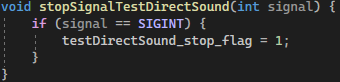 void stopSignalTestDirectSound(int signal) {
    if (signal == SIGINT) {
        testDirectSound_stop_flag = 1;
    }
}